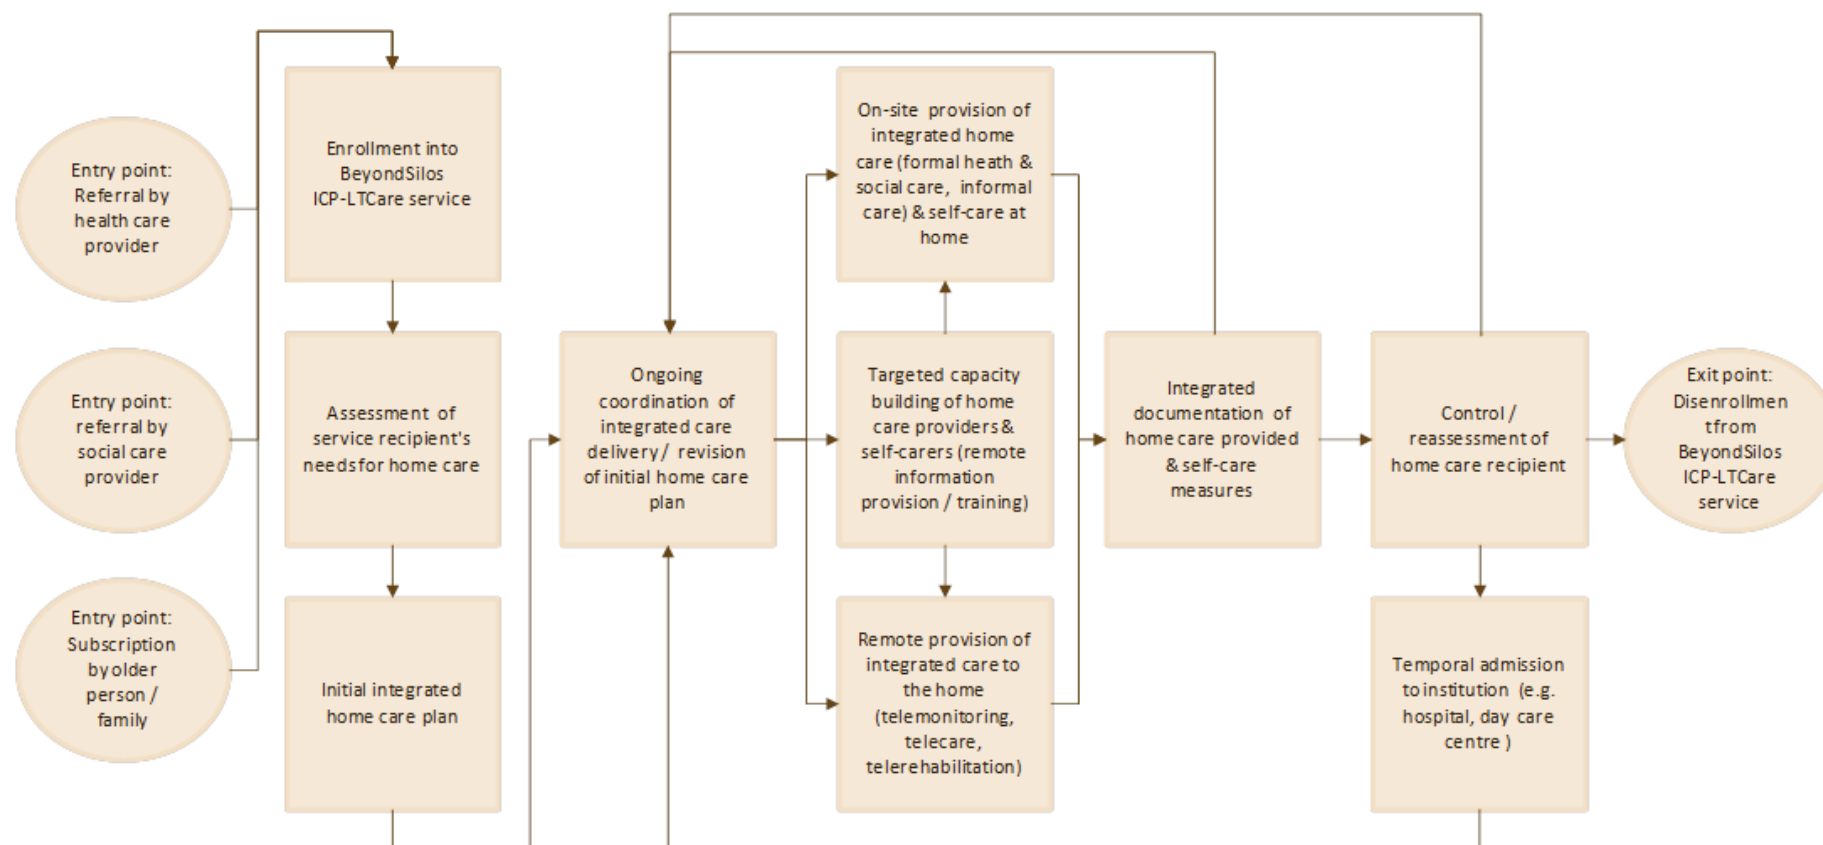 Entry point:
Referral by
health care
provider
Entry point:
referral by
social care
provider
Entry point:
Subscription
by older
person /
family
Enrollment into
BeyondSilos
ICP-LTCare service
Assessment of
service recipient's
needs for home care
Initial integrated
home care plan
Ongoing
coordination of
integrated care
delivery / revision
of initial home care
plan
On-site provision of
integrated home
care (formal heath &
social care, informal
care) & self-care at
home
Targeted capacity
building of home
care providers &
self-carers (remote
information
provision / training)
Remote provision of
integrated care to
the home
(telemonitoring,
telecare,
telerehabilitation)
Integrated
documentation of
home care provided
& self-care
measures
Control /
reassessment of
home care recipient
Temporal admission
to institution (e.g.
hospital, day care
centre )
Exit point:
Disenrollmen
t from
BeyondSilos
ICP-LTCare
service